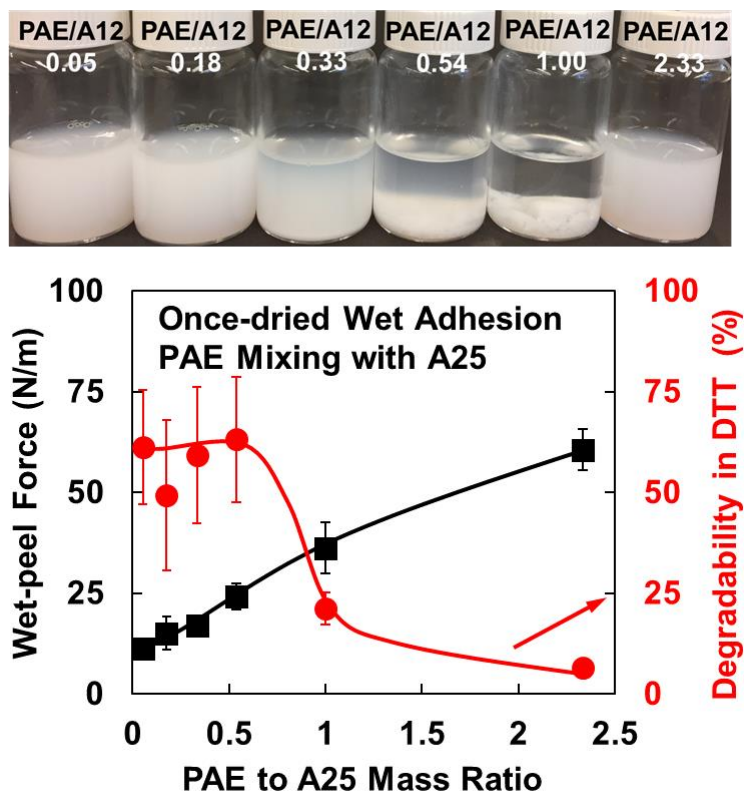 PAE/A12 PAE/A12 PAE/A12 PAE/A12 PAE/A12 PAE/A12
0.05 0.18 0.33 0.54 1.00 2.33
100
75
50
25
0
Wet-peel Force (N/m)
Once-dried Wet Adhesion
PAE Mixing with A25
100
75
50
25
0
Degradability in DTT (%)
0 0.5 1 1.5 2 2.5
PAE to A25 Mass Ratio